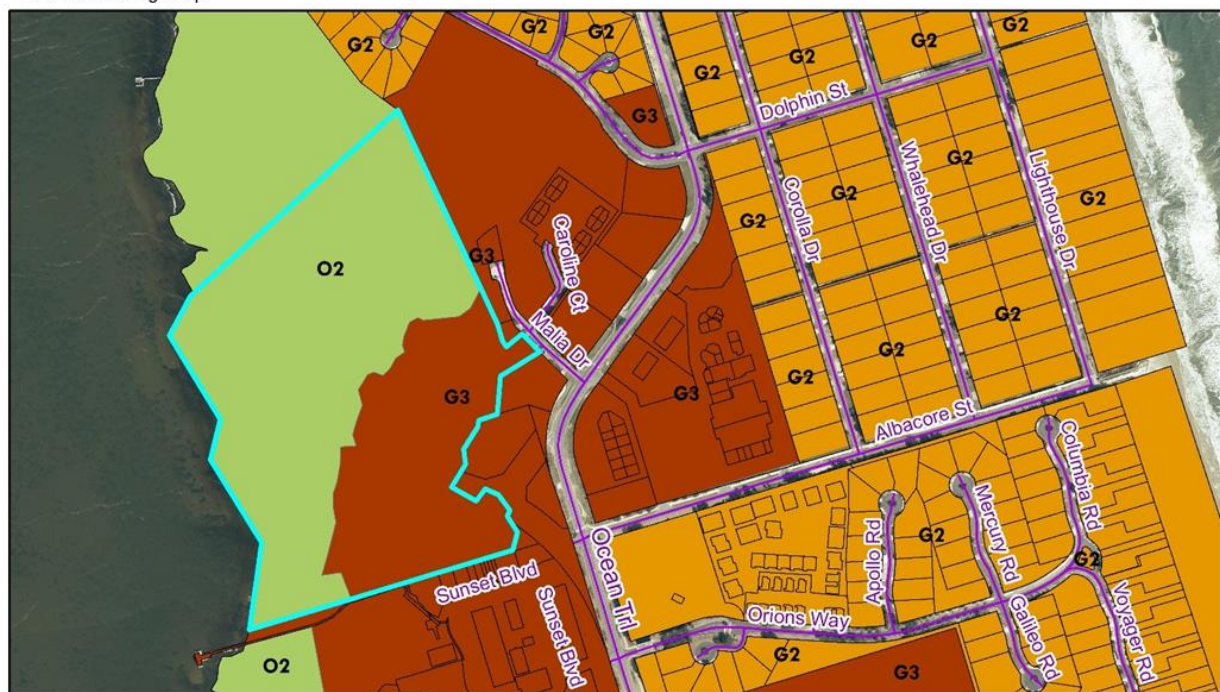 G2
G2
G2
G2
G2
G2
G2
G3
Dolphin St
G2
G2
Lighthouse Dr
Whalehead Dr
Corolla Dr
G2
G2
G2
Caroline Ct
G3
O2
Malia Dr
G2
G2
G2
G3
G3
Albacore St
Columbia Rd
Mercury Rd
Apollo Rd
G2
Ocean Trl
G2
Sunset Blvd
Sunset Blvd
Orions Way
Galileo Rd
Voyager Rd
G2
O2
G3